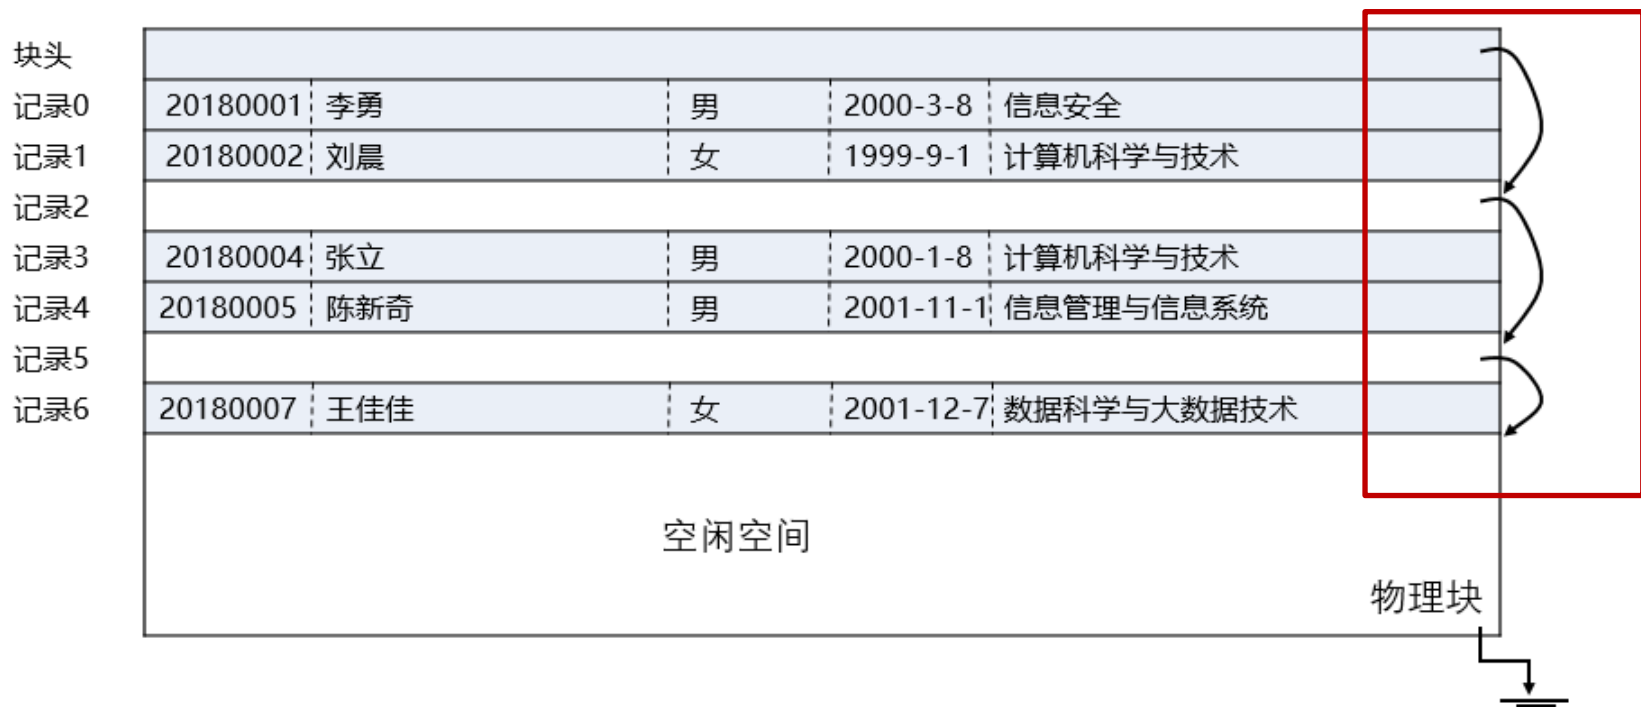 块头
记录0 20180001 李勇 男 2000-3-8 信息安全
记录1 20180002 刘晨 女 1999-9-1 计算机科学与技术
记录2
记录3 20180004 张立 男 2000-1-8 计算机科学与技术
记录4 20180005 陈新奇 男 2001-11-1 信息管理与信息系统
记录5
记录6 20180007 王佳佳 女 2001-12-7 数据科学与大数据技术
空闲空间
物理块